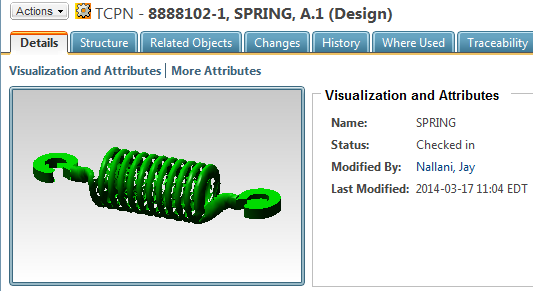 Actions TCPN - 8888102-1, SPRING, A.1 (Design)
Details Structure Related Objects Changes History Where Used Traceability
Visualization and Attributes | More Attributes
Visualization and Attributes
Name: SPRING
Status: Checked in
Modified By: Nallani, Jay
Last Modified: 2014-03-17 11:04 EDT